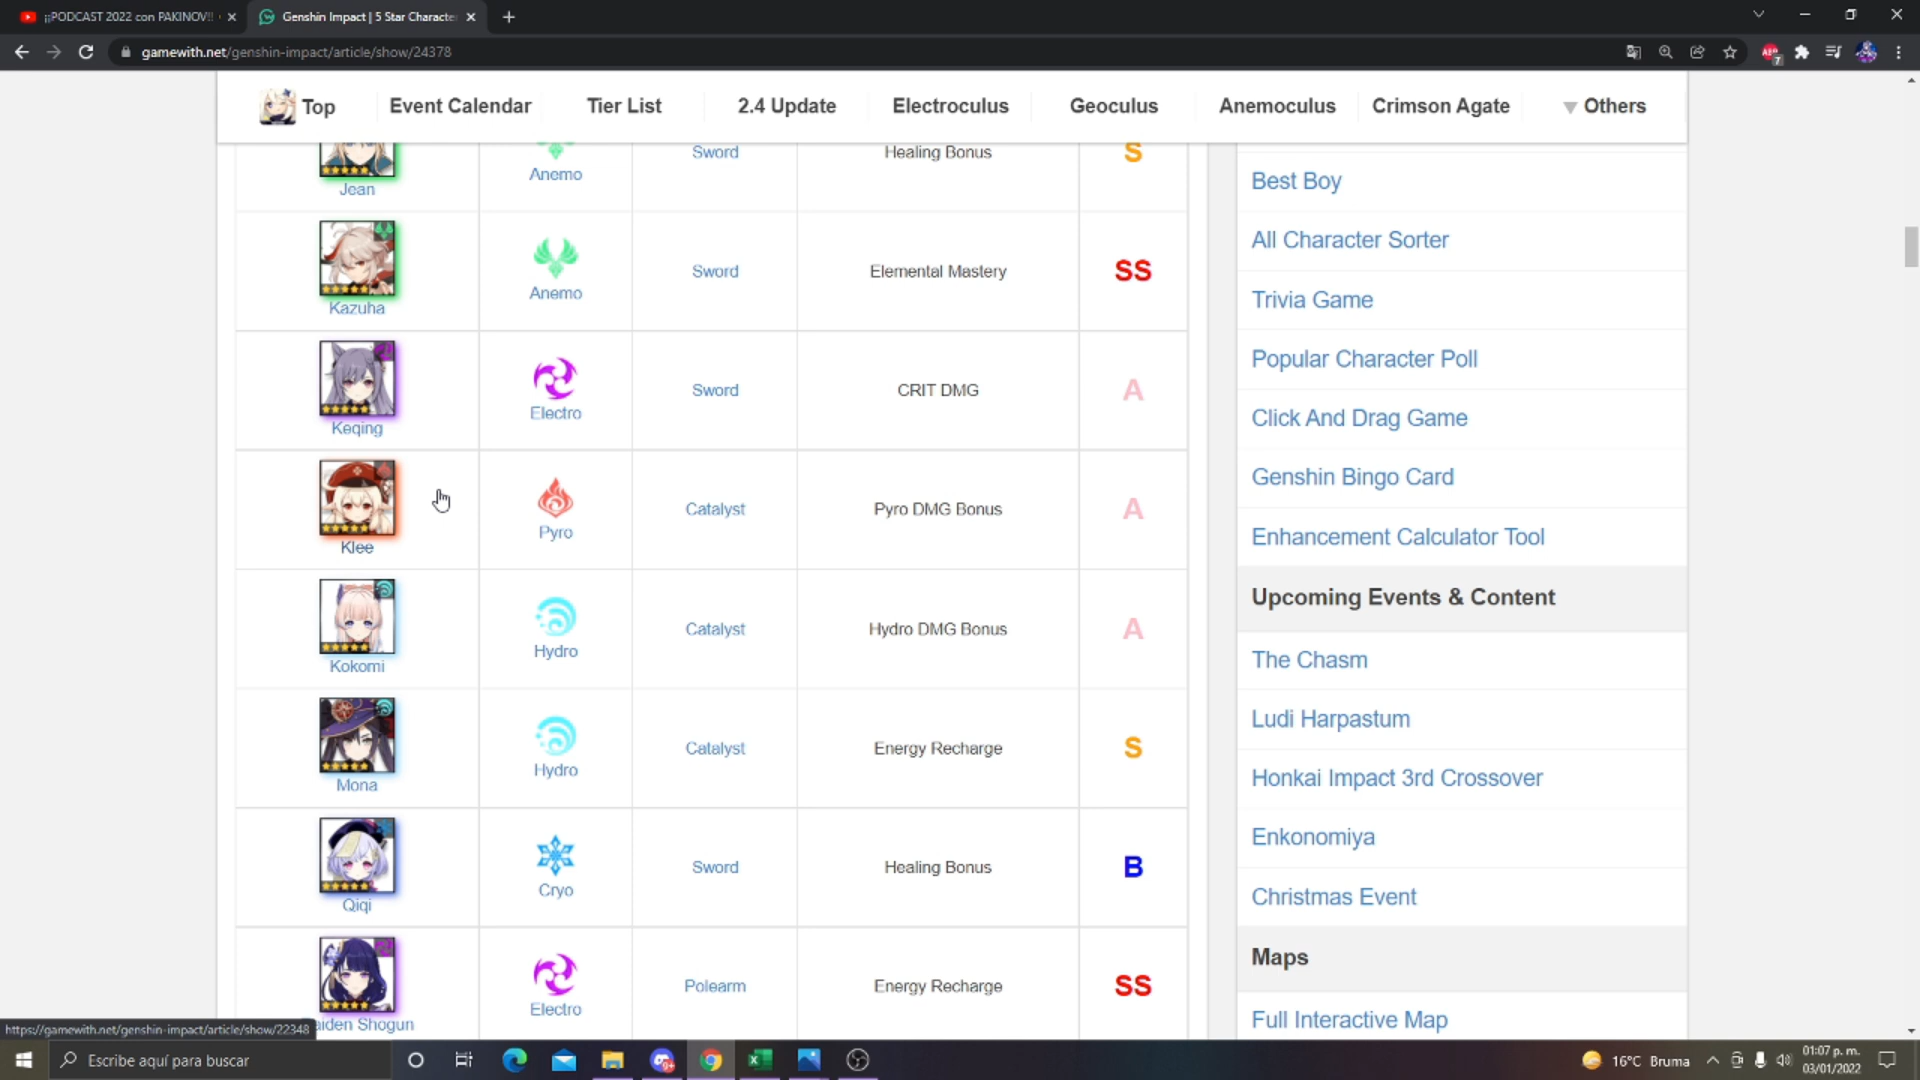 ¡¡PODCAST 2022 con PAKINOV!!
Genshin Impact | 5 Star Characte
gamewith.net/genshin-impact/article/show/24378
7
Top
Event Calendar
Tier List
2.4 Update
Electroculus
Geoculus
Anemoculus
Crimson Agate
Others
Jean
Anemo
Sword
Healing Bonus
S
Kazuha
Anemo
Sword
Elemental Mastery
SS
Keqing
Electro
Sword
CRIT DMG
A
Klee
Pyro
Catalyst
Pyro DMG Bonus
A
Kokomi
Hydro
Catalyst
Hydro DMG Bonus
A
Mona
Hydro
Catalyst
Energy Recharge
S
Qiqi
Cryo
Sword
Healing Bonus
B
aiden Shogun
Electro
Polearm
Energy Recharge
SS
Best Boy
All Character Sorter
Trivia Game
Popular Character Poll
Click And Drag Game
Genshin Bingo Card
Enhancement Calculator Tool
Upcoming Events & Content
The Chasm
Ludi Harpastum
Honkai Impact 3rd Crossover
Enkonomiya
Christmas Event
Maps
Full Interactive Map
https://gamewith.net/genshin-impact/article/show/22348
Escribe aquí para buscar
16°C Bruma
01:07 p. m.
03/01/2022